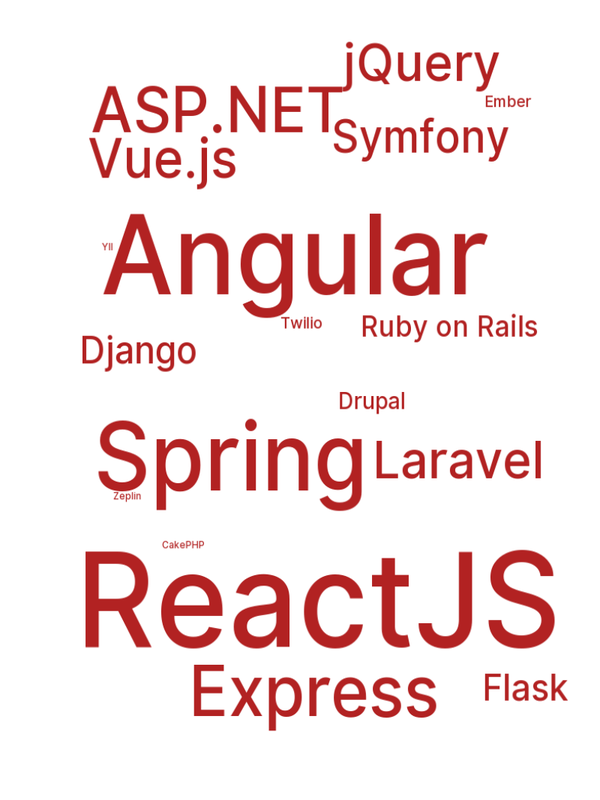 jQuery
Ember
ASP.NET
Symfony
Vue.js
Angular
YII
Twilio
Ruby on Rails
Django
Drupal
Spring
Laravel
Zeplin
CakePHP
ReactJS
Express
Flask